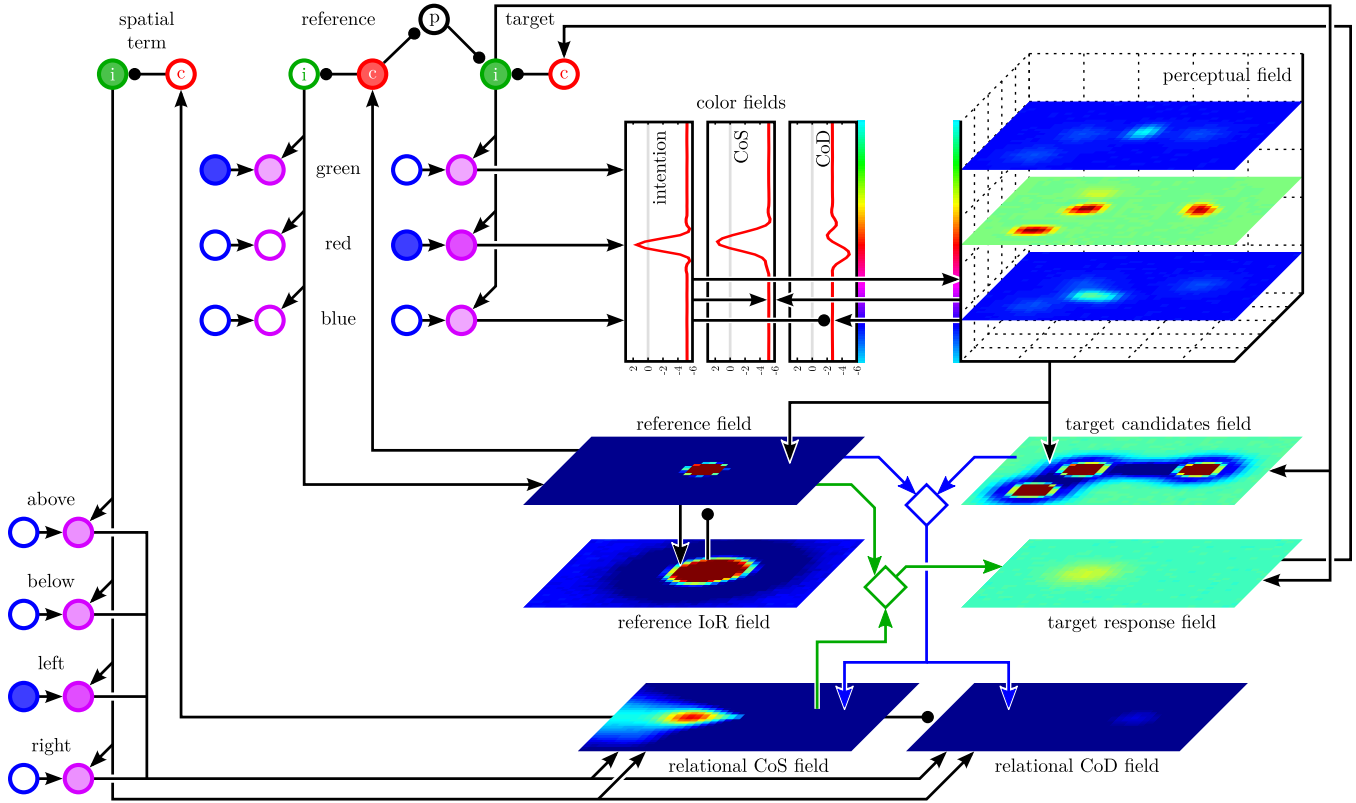 spatial
term
reference
target
p
i
c
i
c
i
c
perceptual field
color fields
intention
CoS
CoD
green
red
blue
2 0 -2 -4 -6
2 0 -2 -4 -6
2 0 -2 -4 -6
reference field
target candidates field
above
below
left
right
reference IoR field
target response field
relational CoS field
relational CoD field